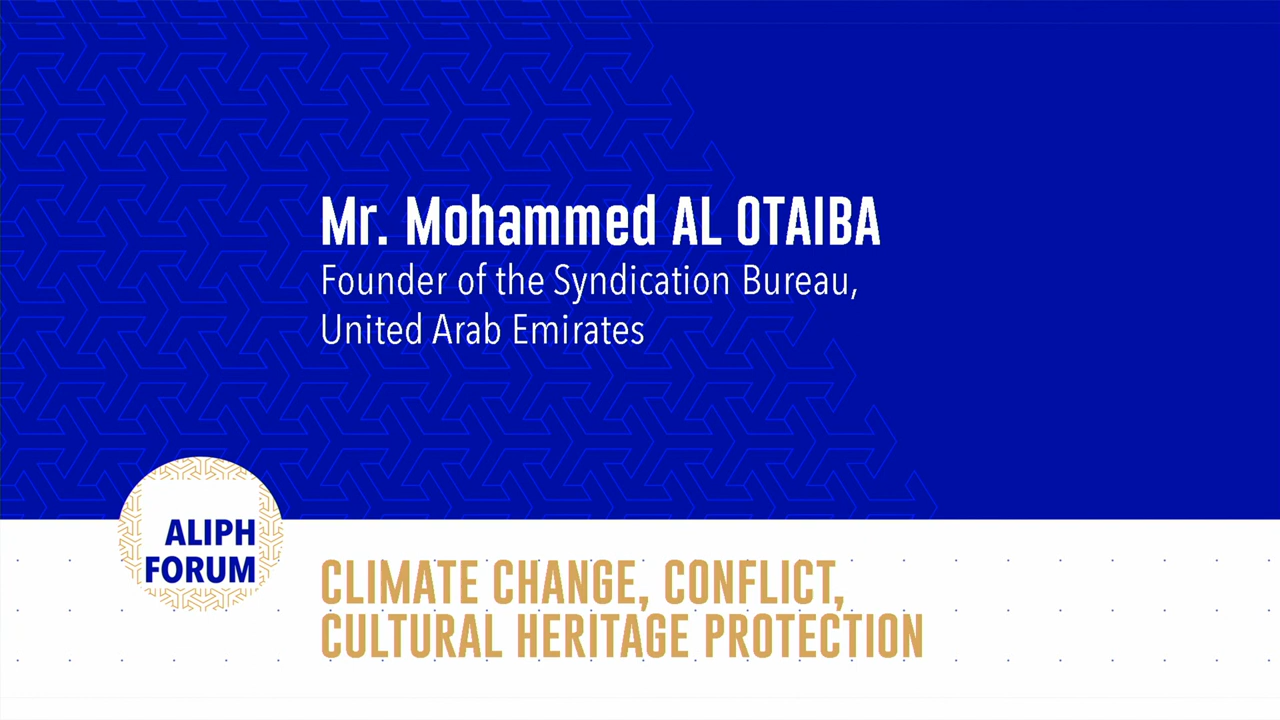 Mr. Mohammed AL OTAIBA
Founder of the Syndication Bureau,
United Arab Emirates
ALIPH
FORUM
CLIMATE CHANGE, CONFLICT,
CULTURAL HERITAGE PROTECTION